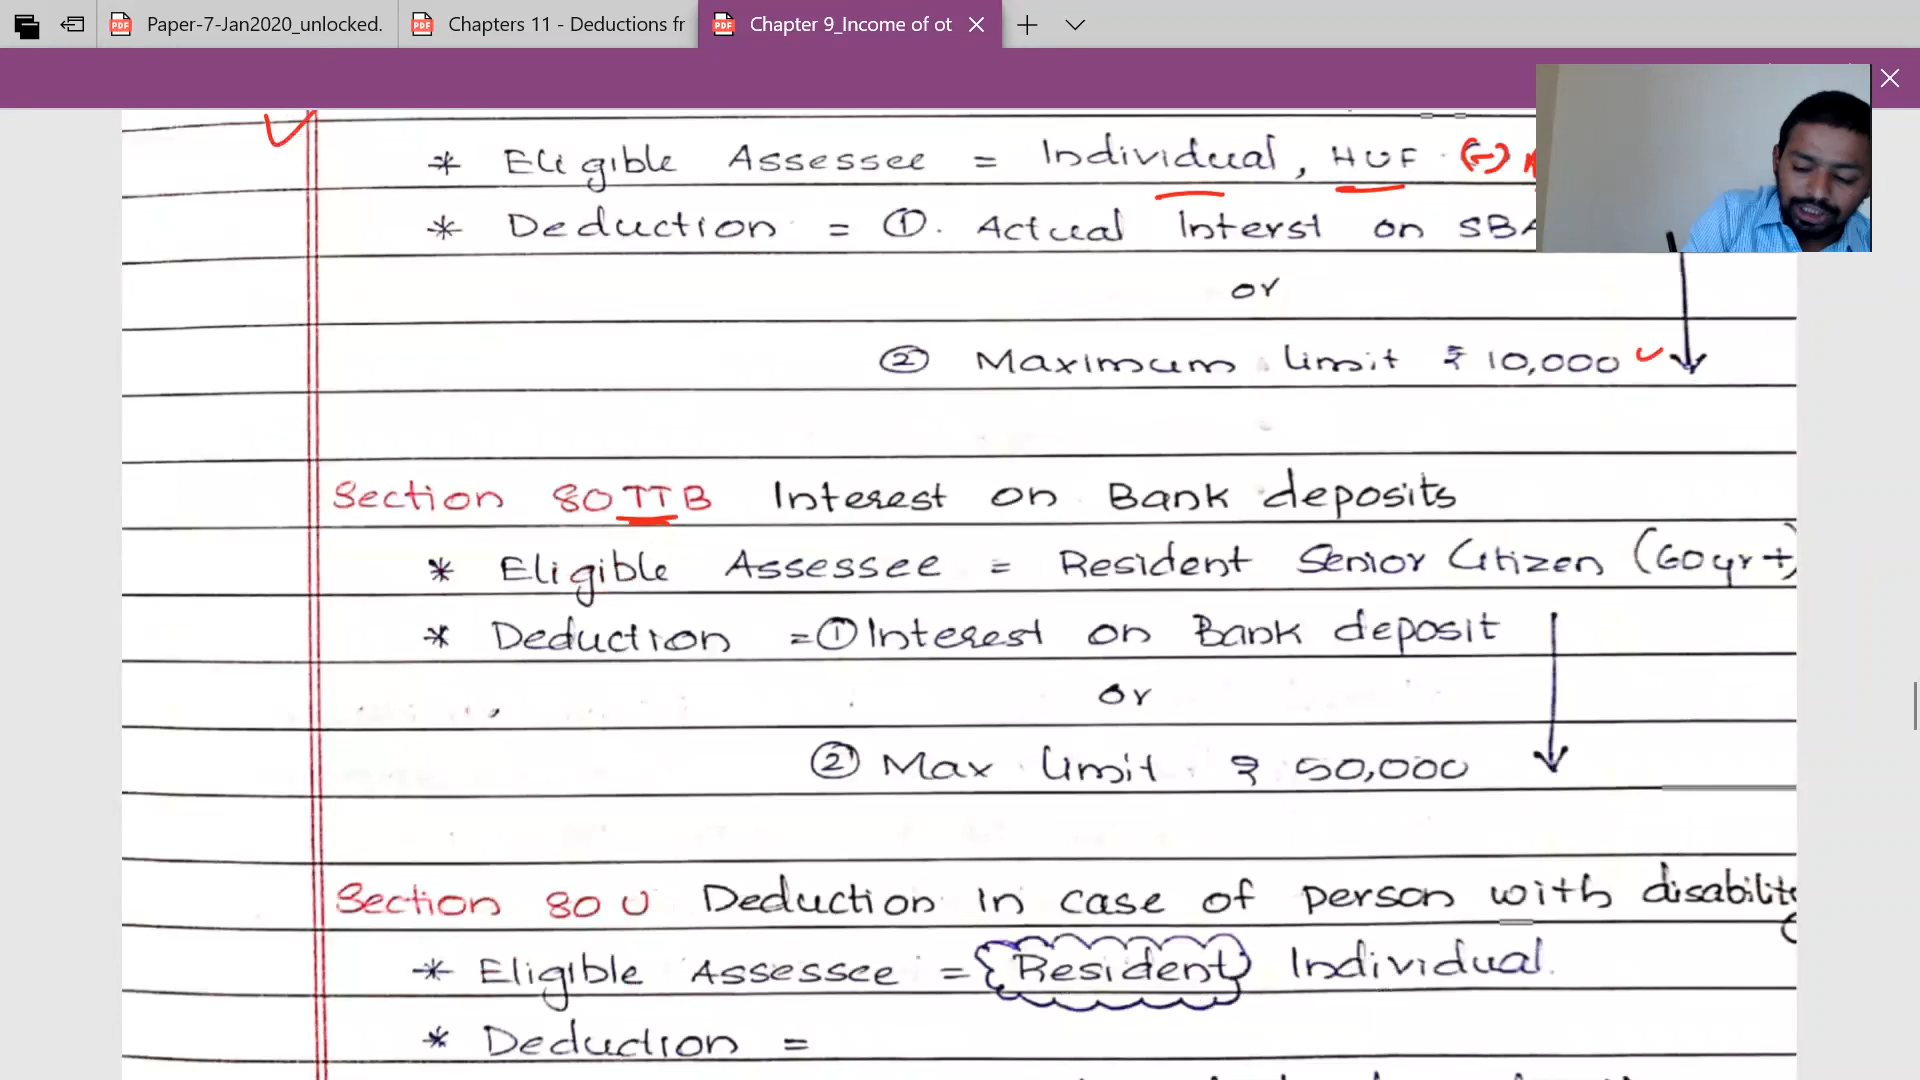 Paper-7-Jan2020_unlocked.
Chapters 11 - Deductions fr
Chapter 9_Income of ot
* Eligible Assessee = Individual, HUF (-)
* Deduction = ①. Actual Interst on SBA
or
② Maximum limit ₹ 10,000
Section 80TTB Interest on Bank deposits
* Eligible Assessee = Resident Senior Citizen (60yr+)
* Deduction = ① Interest on Bank deposit
or
② Max limit ₹ 50,000
Section 80 U Deduction in case of person with disability
* Eligible Assessee = {Resident} Individual.
* Deduction =